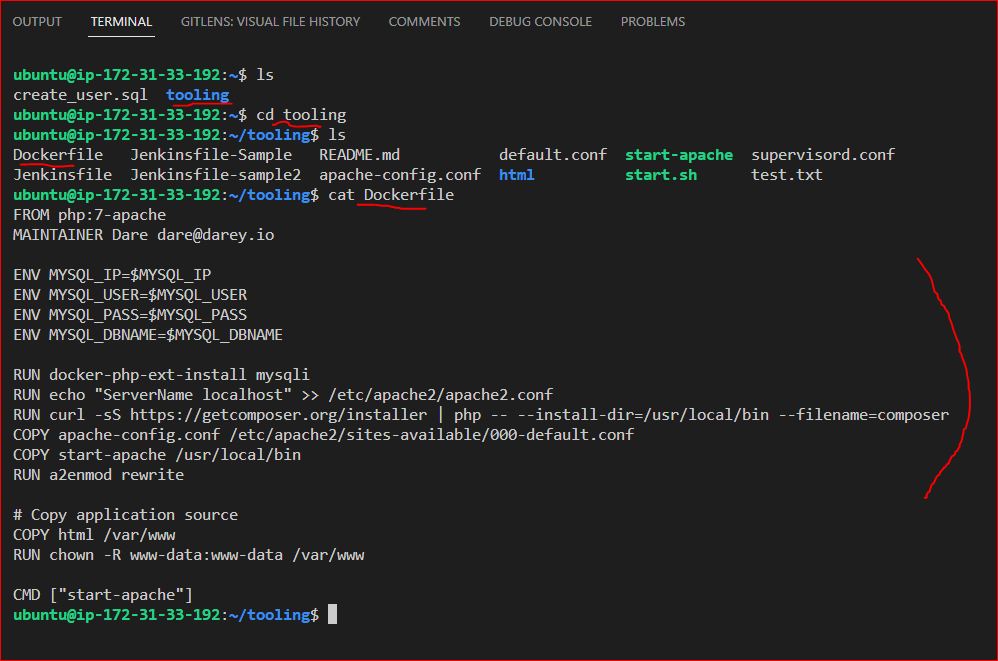 OUTPUT TERMINAL GITLENS: VISUAL FILE HISTORY COMMENTS DEBUG CONSOLE PROBLEMS
ubuntu@ip-172-31-33-192:~$ ls
create_user.sql tooling
ubuntu@ip-172-31-33-192:~$ cd tooling
ubuntu@ip-172-31-33-192:~/tooling$ ls
Dockerfile Jenkinsfile-Sample README.md default.conf start-apache supervisord.conf
Jenkinsfile Jenkinsfile-sample2 apache-config.conf html start.sh test.txt
ubuntu@ip-172-31-33-192:~/tooling$ cat Dockerfile
FROM php:7-apache
MAINTAINER Dare dare@darey.io
ENV MYSQL_IP=$MYSQL_IP
ENV MYSQL_USER=$MYSQL_USER
ENV MYSQL_PASS=$MYSQL_PASS
ENV MYSQL_DBNAME=$MYSQL_DBNAME
RUN docker-php-ext-install mysqli
RUN echo "ServerName localhost" >> /etc/apache2/apache2.conf
RUN curl -sS https://getcomposer.org/installer | php -- --install-dir=/usr/local/bin --filename=composer
COPY apache-config.conf /etc/apache2/sites-available/000-default.conf
COPY start-apache /usr/local/bin
RUN a2enmod rewrite
# Copy application source
COPY html /var/www
RUN chown -R www-data:www-data /var/www
CMD ["start-apache"]
ubuntu@ip-172-31-33-192:~/tooling$